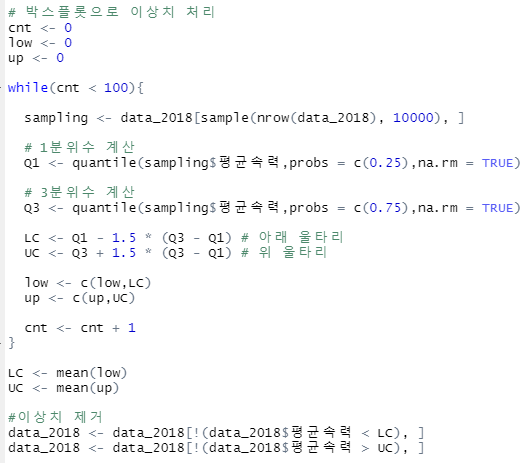 # 박스플롯으로 이상치 처리
cnt <- 0
low <- 0
up <- 0
while(cnt < 100){
sampling <- data_2018[sample(nrow(data_2018), 10000), ]
# 1분위수 계산
Q1 <- quantile(sampling$평균속력,probs = c(0.25),na.rm = TRUE)
# 3분위수 계산
Q3 <- quantile(sampling$평균속력,probs = c(0.75),na.rm = TRUE)
LC <- Q1 - 1.5 * (Q3 - Q1) # 아래 울타리
UC <- Q3 + 1.5 * (Q3 - Q1) # 위 울타리
low <- c(low,LC)
up <- c(up,UC)
cnt <- cnt + 1
}
LC <- mean(low)
UC <- mean(up)
#이상치 제거
data_2018 <- data_2018[!(data_2018$평균속력 < LC), ]
data_2018 <- data_2018[!(data_2018$평균속력 > UC), ]